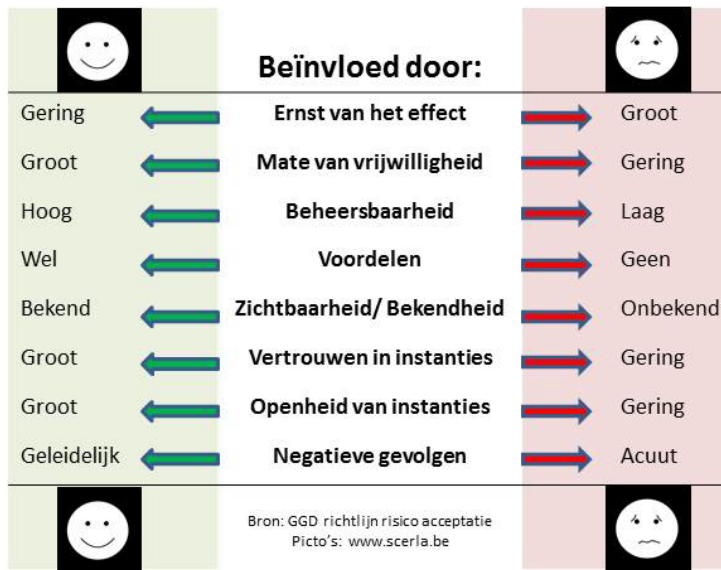 Beïnvloed door:
Gering Ernst van het effect Groot
Groot Mate van vrijwilligheid Gering
Hoog Beheersbaarheid Laag
Wel Voordelen Geen
Bekend Zichtbaarheid/ Bekendheid Onbekend
Groot Vertrouwen in instanties Gering
Groot Openheid van instanties Gering
Geleidelijk Negatieve gevolgen Acuut
Bron: GGD richtlijn risico acceptatie
Picto's: www.scerla.be